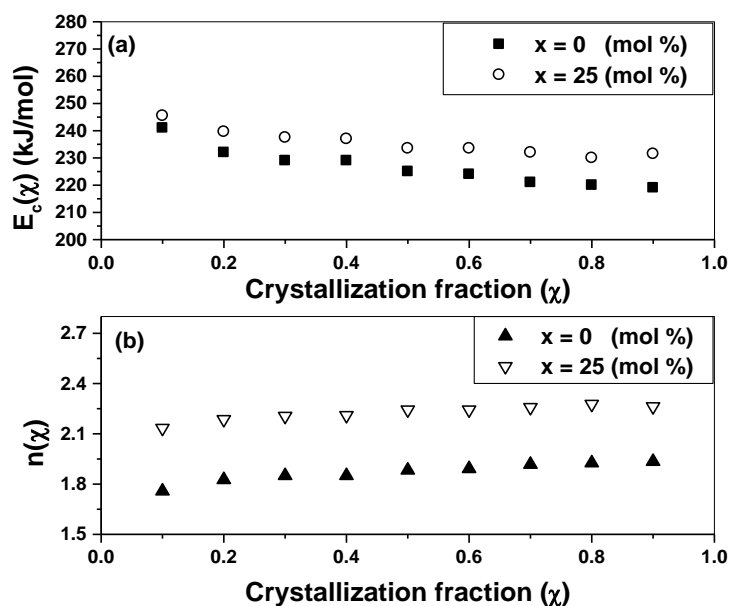 280
270
260
250
240
230
220
210
200
E_c(χ) (kJ/mol)
(a)
x = 0 (mol %)
x = 25 (mol %)
0.0 0.2 0.4 0.6 0.8 1.0
Crystallization fraction (χ)
2.7
2.4
2.1
1.8
1.5
n(χ)
(b)
x = 0 (mol %)
x = 25 (mol %)
0.0 0.2 0.4 0.6 0.8 1.0
Crystallization fraction (χ)